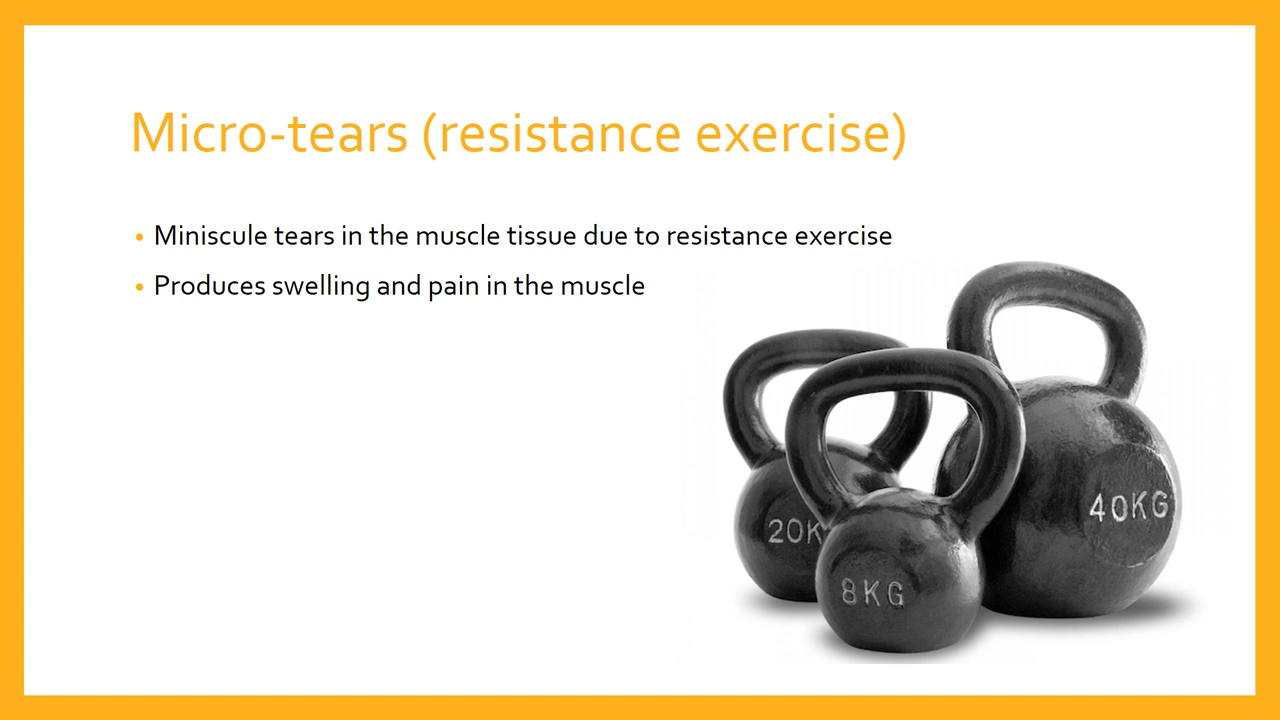 Micro-tears (resistance exercise)
• Miniscule tears in the muscle tissue due to resistance exercise
• Produces swelling and pain in the muscle
40KG
20K
8KG